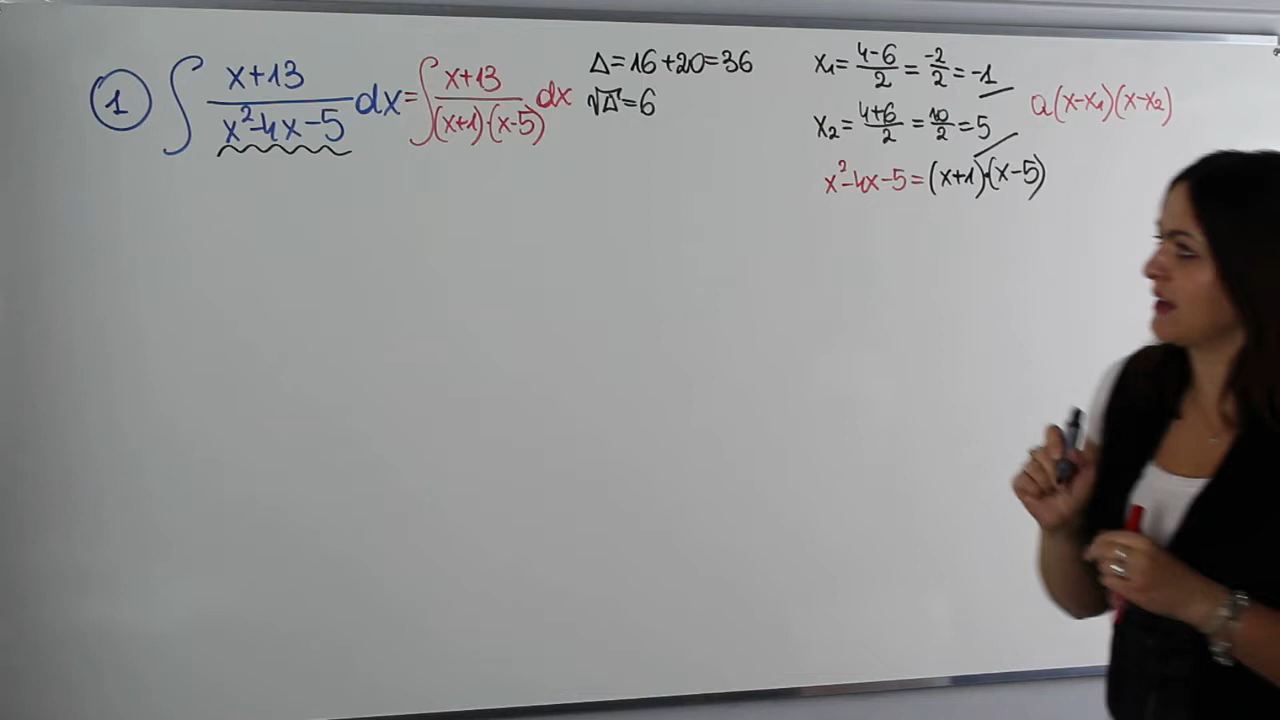 ① ∫ x+13 / x²-4x-5 dx = ∫ x+13 / (x+1)·(x-5) dx
Δ=16+20=36
√Δ=6
x₁= 4-6 / 2 = -2 / 2 = -1
x₂= 4+6 / 2 = 10 / 2 = 5
a(x-x₁)(x-x₂)
x²-4x-5=(x+1)·(x-5)